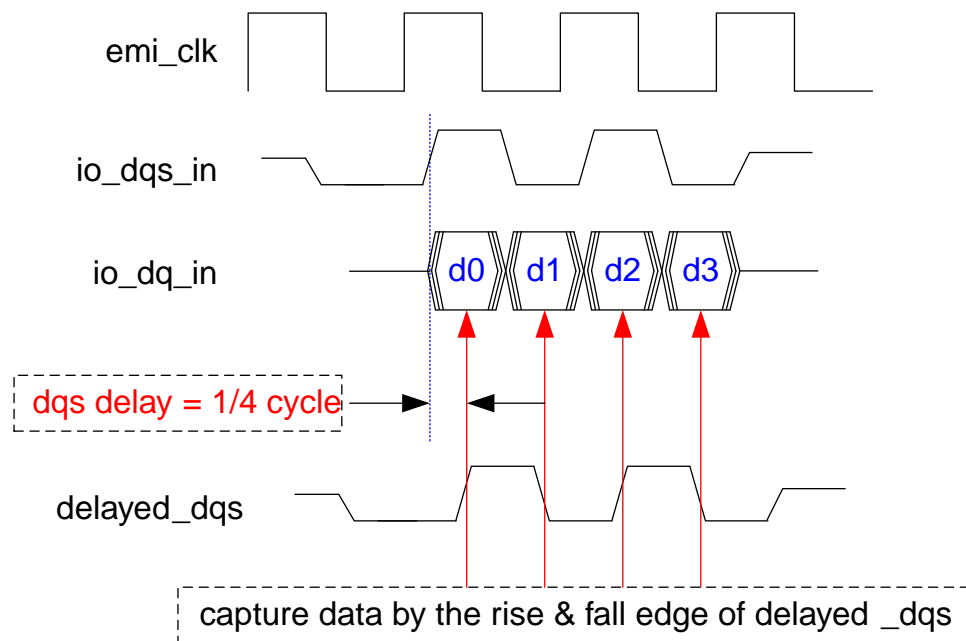 emi_clk
io_dqs_in
io_dq_in
d0 d1 d2 d3
dqs delay = 1/4 cycle
delayed_dqs
capture data by the rise & fall edge of delayed _dqs